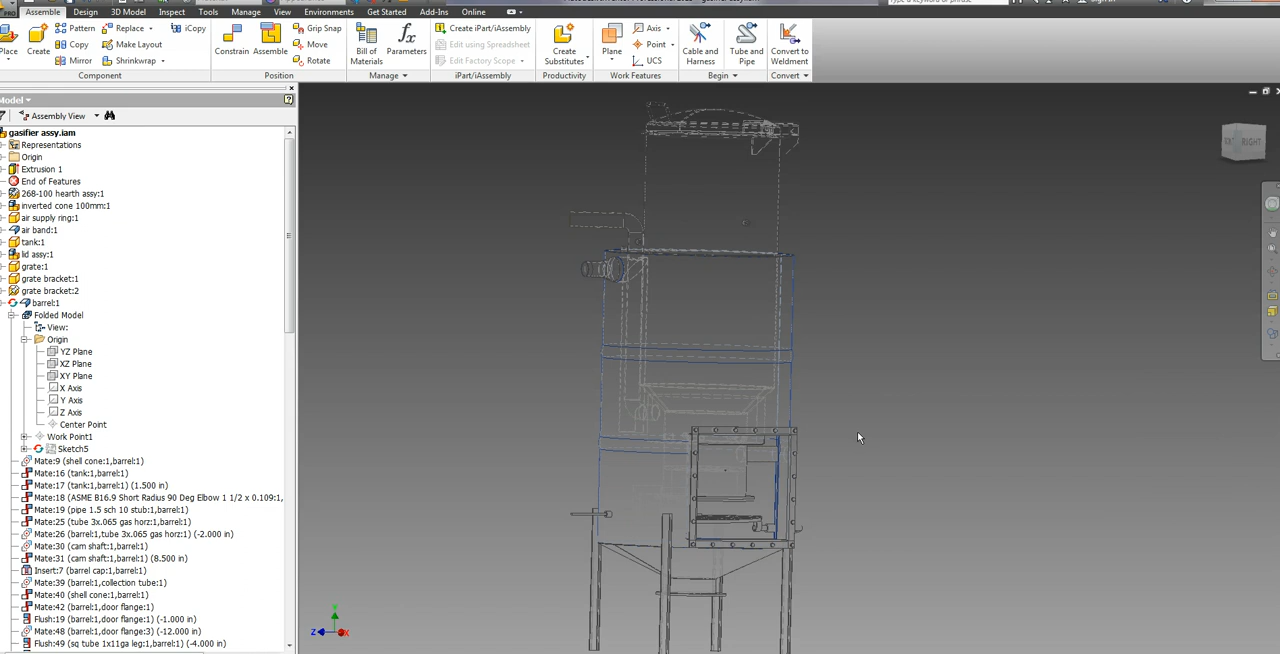 Assemble Design 3D Model Inspect Tools Manage View Environments Get Started Add-Ins Online
Place
Create
Pattern
Copy
Mirror
Replace
Make Layout
Shrinkwrap
iCopy
Component
Constrain
Assemble
Grip Snap
Move
Rotate
Position
Bill of Materials
Parameters
Manage
Create iPart/iAssembly
Edit using Spreadsheet
Edit Factory Scope
iPart/iAssembly
Create Substitutes
Productivity
Plane
Axis
Point
UCS
Work Features
Cable and Harness
Tube and Pipe
Begin
Convert to Weldment
Convert
Model
Assembly View
gasifier assy.iam
Representations
Origin
Extrusion 1
End of Features
268-100 hearth assy:1
inverted cone 100mm:1
air supply ring:1
air band:1
tank:1
lid assy:1
grate:1
grate bracket:1
grate bracket:2
barrel:1
Folded Model
View:
Origin
YZ Plane
XZ Plane
XY Plane
X Axis
Y Axis
Z Axis
Center Point
Work Point1
Sketch5
Mate:9 (shell cone:1,barrel:1)
Mate:16 (tank:1,barrel:1)
Mate:17 (tank:1,barrel:1) (1.500 in)
Mate:18 (ASME B16.9 Short Radius 90 Deg Elbow 1 1/2 x 0.109:1,
Mate:19 (pipe 1.5 sch 10 stub:1,barrel:1)
Mate:25 (tube 3x.065 gas horz:1,barrel:1)
Mate:26 (barrel:1,tube 3x.065 gas horz:1) (-2.000 in)
Mate:30 (cam shaft:1,barrel:1)
Mate:31 (cam shaft:1,barrel:1) (8.500 in)
Insert:7 (barrel cap:1,barrel:1)
Mate:39 (barrel:1,collection tube:1)
Mate:40 (shell cone:1,barrel:1)
Mate:42 (barrel:1,door flange:1)
Flush:19 (barrel:1,door flange:1) (-1.000 in)
Mate:48 (barrel:1,door flange:3) (-12.000 in)
Flush:49 (sq tube 1x11ga leg:1,barrel:1) (-4.000 in)
RIGHT
Y
Z
X